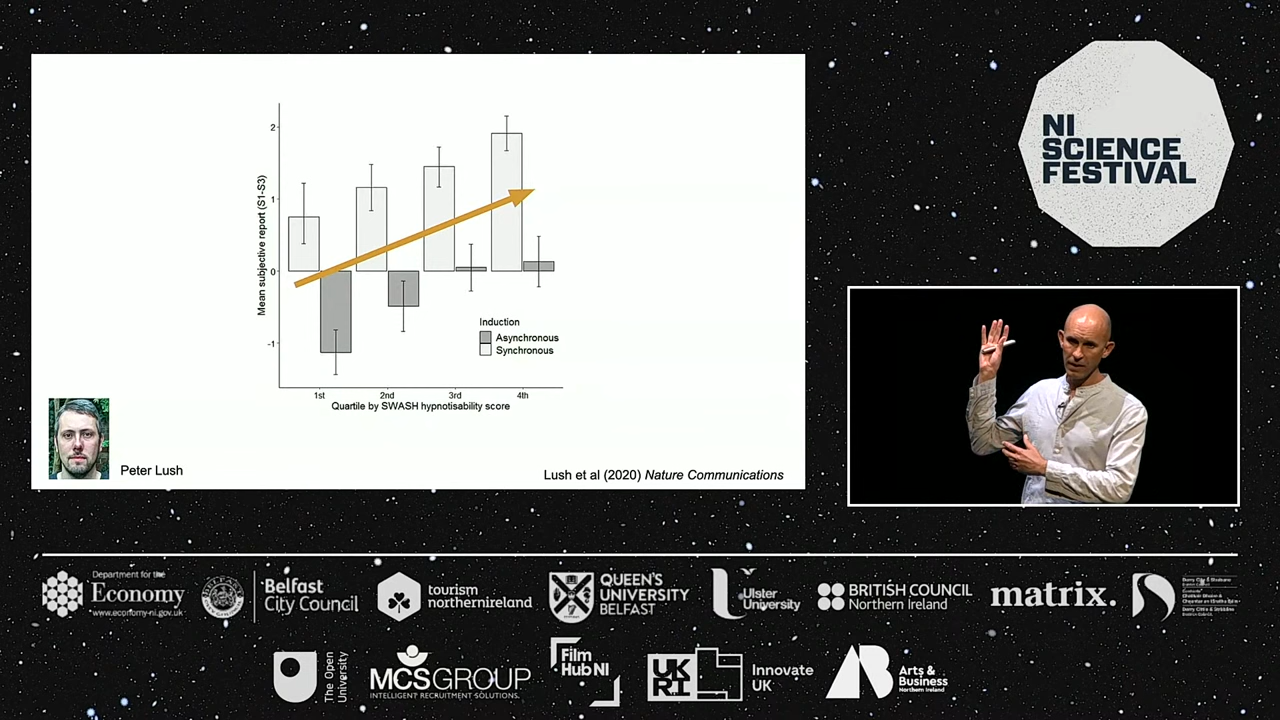 NI
SCIENCE
FESTIVAL
2
1
0
-1
Mean subjective report (S1-S3)
Induction
Asynchronous
Synchronous
1st
2nd
3rd
4th
Quartile by SWASH hypnotisability score
Peter Lush
Lush et al (2020) Nature Communications
Department for the
Economy
www.economy-ni.gov.uk
Belfast
City Council
tourism
northernireland
QUEEN'S
UNIVERSITY
BELFAST
Ulster
University
BRITISH COUNCIL
Northern Ireland
matrix.
The Open
University
MCSGROUP
INTELLIGENT RECRUITMENT SOLUTIONS.
Film
Hub NI
UK
RI
Innovate
UK
AB
Arts &
Business
Northern Ireland